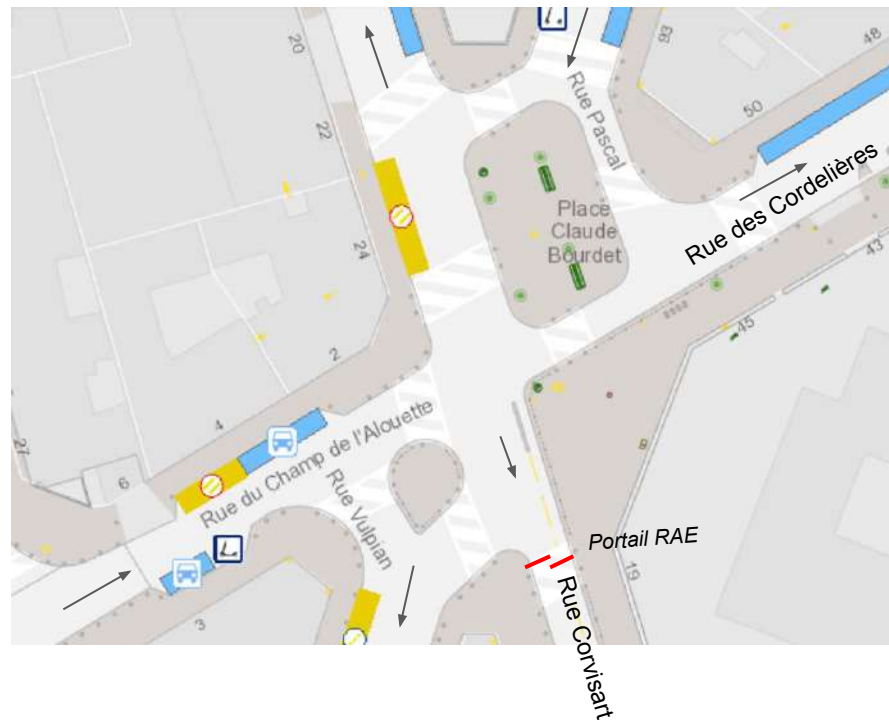 20
93
48
22
50
Rue Pascal
Rue des Cordelières
Place
Claude
Bourdet
24
43
45
2
4
Rue du Champ de l'Alouette
27
6
Rue Vulpian
Portail RAE
19
3
Rue Corvisart